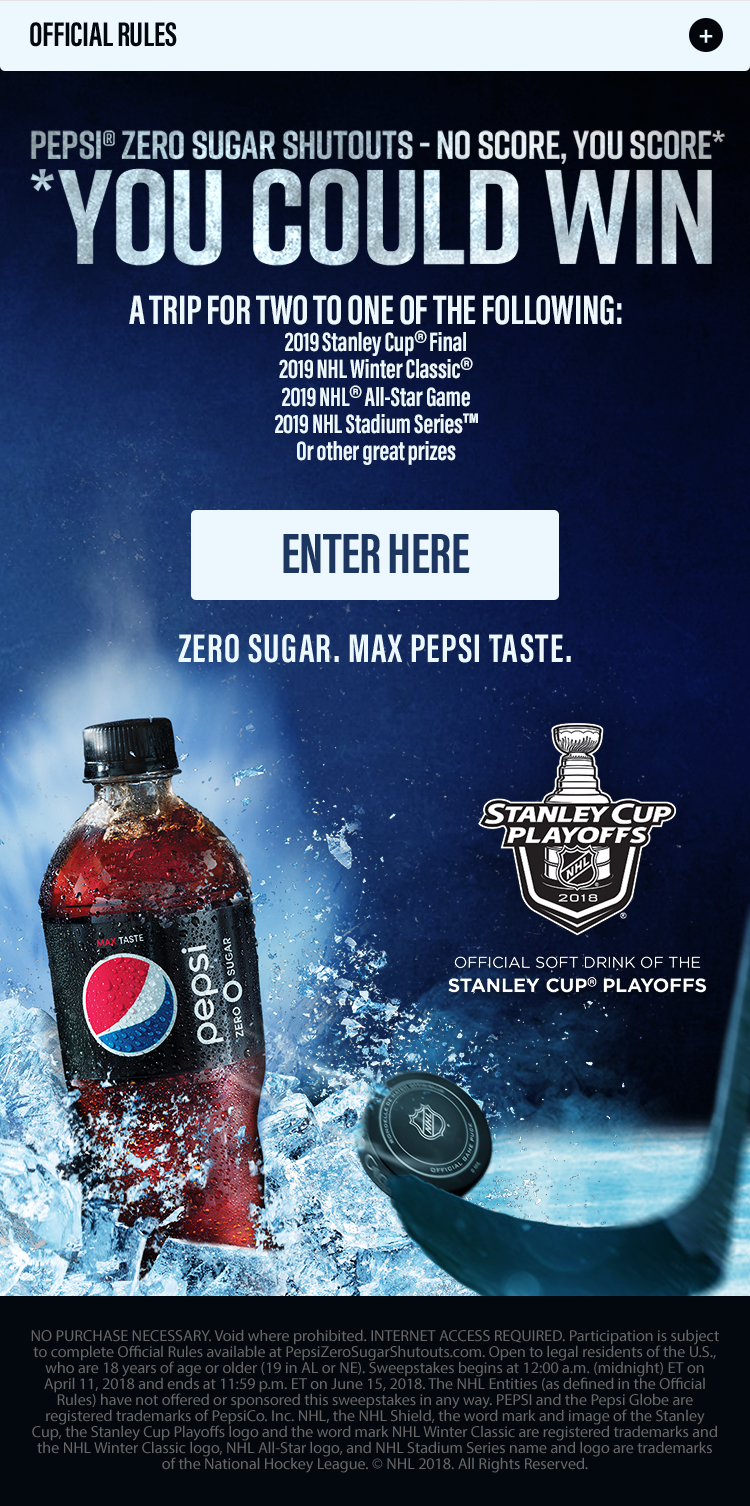 OFFICIAL RULES
+
PEPSI® ZERO SUGAR SHUTOUTS - NO SCORE, YOU SCORE*
*YOU COULD WIN
A TRIP FOR TWO TO ONE OF THE FOLLOWING:
2019 Stanley Cup® Final
2019 NHL Winter Classic®
2019 NHL® All-Star Game
2019 NHL Stadium Series™
Or other great prizes
ENTER HERE
ZERO SUGAR. MAX PEPSI TASTE.
STANLEY CUP
PLAYOFFS
NHL
2018
®
MAX TASTE
pepsi
ZERO SUGAR
OFFICIAL SOFT DRINK OF THE
STANLEY CUP® PLAYOFFS
OFFICIAL GAME PUCK
NO PURCHASE NECESSARY. Void where prohibited. INTERNET ACCESS REQUIRED. Participation is subject
to complete Official Rules available at PepsiZeroSugarShutouts.com. Open to legal residents of the U.S.,
who are 18 years of age or older (19 in AL or NE). Sweepstakes begins at 12:00 a.m. (midnight) ET on
April 11, 2018 and ends at 11:59 p.m. ET on June 15, 2018. The NHL Entities (as defined in the Official
Rules) have not offered or sponsored this sweepstakes in any way. PEPSI and the Pepsi Globe are
registered trademarks of PepsiCo. Inc. NHL, the NHL Shield, the word mark and image of the Stanley
Cup, the Stanley Cup Playoffs logo and the word mark NHL Winter Classic are registered trademarks and
the NHL Winter Classic logo, NHL All-Star logo, and NHL Stadium Series name and logo are trademarks
of the National Hockey League. © NHL 2018. All Rights Reserved.